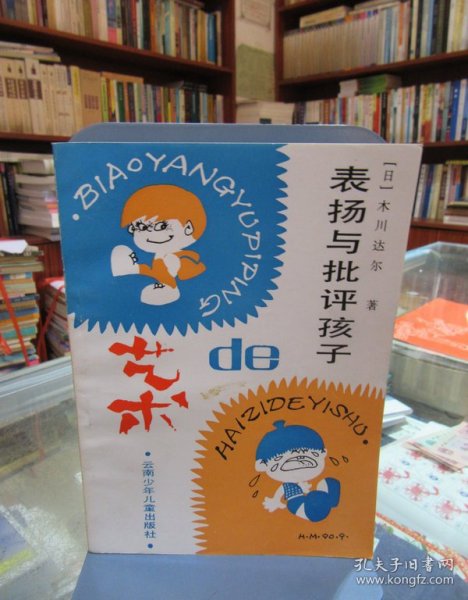 [日]木川达尔 著
表扬与批评孩子
de
艺术
·BIAOYANGYUPIPING
HAIZIDEYISHU·
·云南少年儿童出版社·
H.M.90.9.
孔夫子旧书网
www.kongfz.com